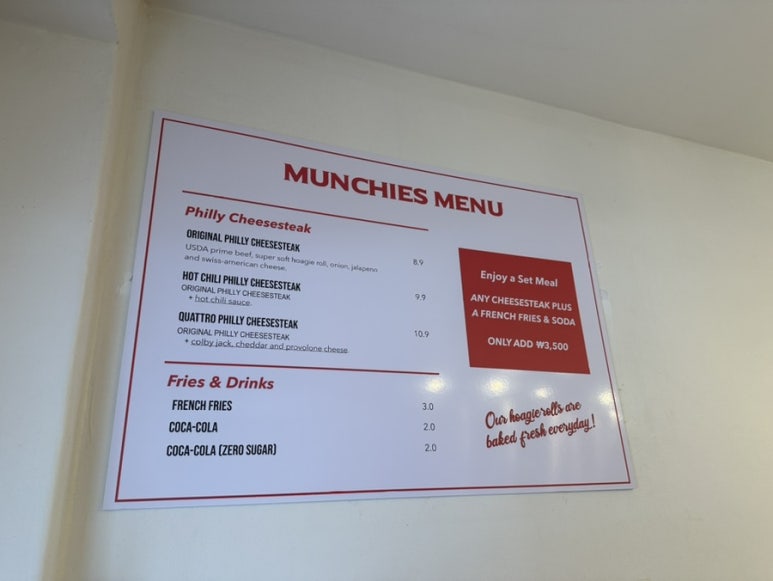 MUNCHIES MENU
Philly Cheesesteak
ORIGINAL PHILLY CHEESESTEAK 8.9
USDA prime beef, super soft hoagie roll, onion, jalapeno
and swiss-american cheese.
HOT CHILI PHILLY CHEESESTEAK 9.9
ORIGINAL PHILLY CHEESESTEAK
+ hot chili sauce
QUATTRO PHILLY CHEESESTEAK 10.9
ORIGINAL PHILLY CHEESESTEAK
+ colby jack, cheddar and provolone cheese
Fries & Drinks
FRENCH FRIES 3.0
COCA-COLA 2.0
COCA-COLA (ZERO SUGAR) 2.0
Enjoy a Set Meal
ANY CHEESESTEAK PLUS
A FRENCH FRIES & SODA
ONLY ADD ₩3,500
Our hoagie rolls are
baked fresh everyday!